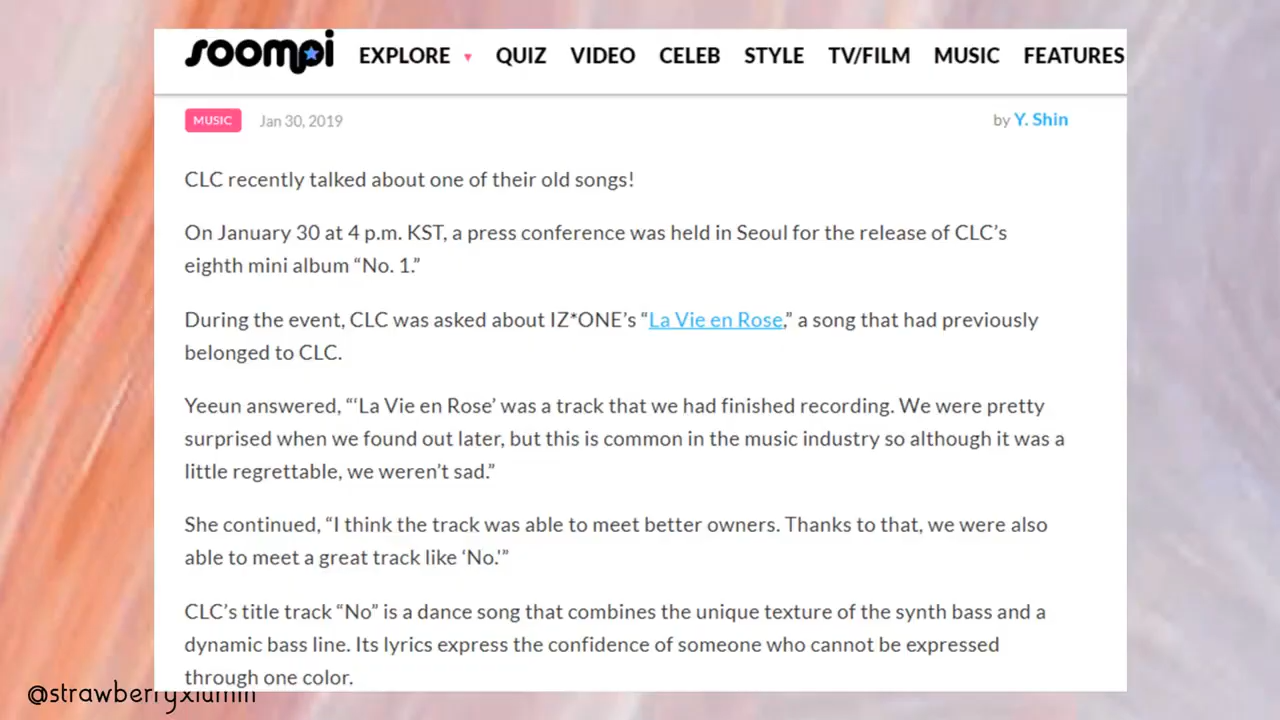 soompi EXPLORE QUIZ VIDEO CELEB STYLE TV/FILM MUSIC FEATURES
MUSIC Jan 30, 2019 by Y. Shin
CLC recently talked about one of their old songs!
On January 30 at 4 p.m. KST, a press conference was held in Seoul for the release of CLC’s
eighth mini album “No. 1.”
During the event, CLC was asked about IZ*ONE’s “La Vie en Rose,” a song that had previously
belonged to CLC.
Yeeun answered, “‘La Vie en Rose’ was a track that we had finished recording. We were pretty
surprised when we found out later, but this is common in the music industry so although it was a
little regrettable, we weren’t sad.”
She continued, “I think the track was able to meet better owners. Thanks to that, we were also
able to meet a great track like ‘No.'”
CLC’s title track “No” is a dance song that combines the unique texture of the synth bass and a
dynamic bass line. Its lyrics express the confidence of someone who cannot be expressed
through one color.
@strawberryxiumin